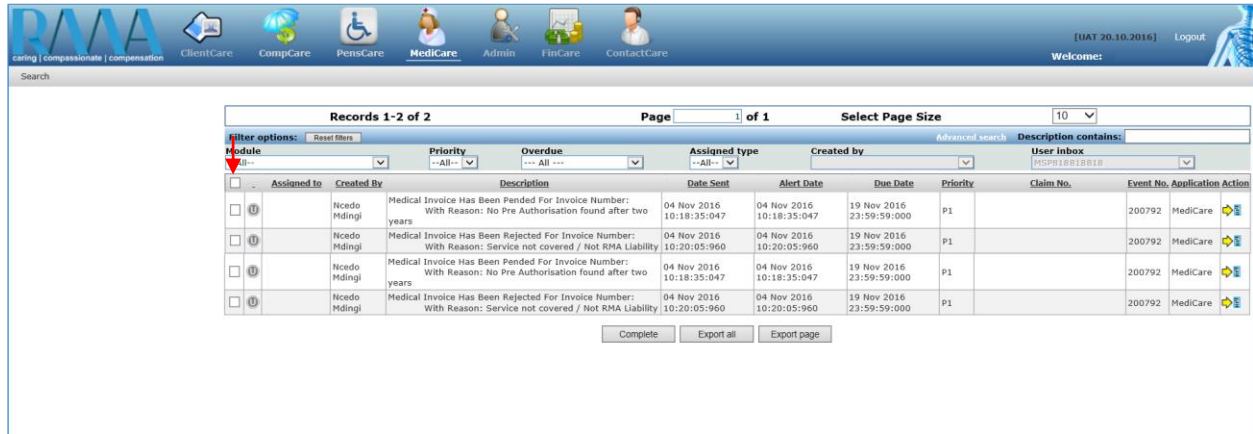 RMA
caring | compassionate | compensation
ClientCare CompCare PensCare MediCare Admin FinCare ContactCare
[UAT 20.10.2016] Logout
Welcome:
Search
Records 1-2 of 2 Page 1 of 1 Select Page Size 10
Filter options: Reset filters Advanced search Description contains:
Module Priority Overdue Assigned type Created by User inbox
--All-- --All-- --- All --- --All-- MSP818818818
Assigned to Created By Description Date Sent Alert Date Due Date Priority Claim No. Event No. Application Action
U Ncedo Mdingi Medical Invoice Has Been Pended For Invoice Number: 04 Nov 2016 10:18:35:047 04 Nov 2016 10:18:35:047 19 Nov 2016 23:59:59:000 P1 200792 MediCare
With Reason: No Pre Authorisation found after two
years
U Ncedo Mdingi Medical Invoice Has Been Rejected For Invoice Number: 04 Nov 2016 10:20:05:960 04 Nov 2016 10:20:05:960 19 Nov 2016 23:59:59:000 P1 200792 MediCare
With Reason: Service not covered / Not RMA Liability
U Ncedo Mdingi Medical Invoice Has Been Pended For Invoice Number: 04 Nov 2016 10:18:35:047 04 Nov 2016 10:18:35:047 19 Nov 2016 23:59:59:000 P1 200792 MediCare
With Reason: No Pre Authorisation found after two
years
U Ncedo Mdingi Medical Invoice Has Been Rejected For Invoice Number: 04 Nov 2016 10:20:05:960 04 Nov 2016 10:20:05:960 19 Nov 2016 23:59:59:000 P1 200792 MediCare
With Reason: Service not covered / Not RMA Liability
Complete Export all Export page